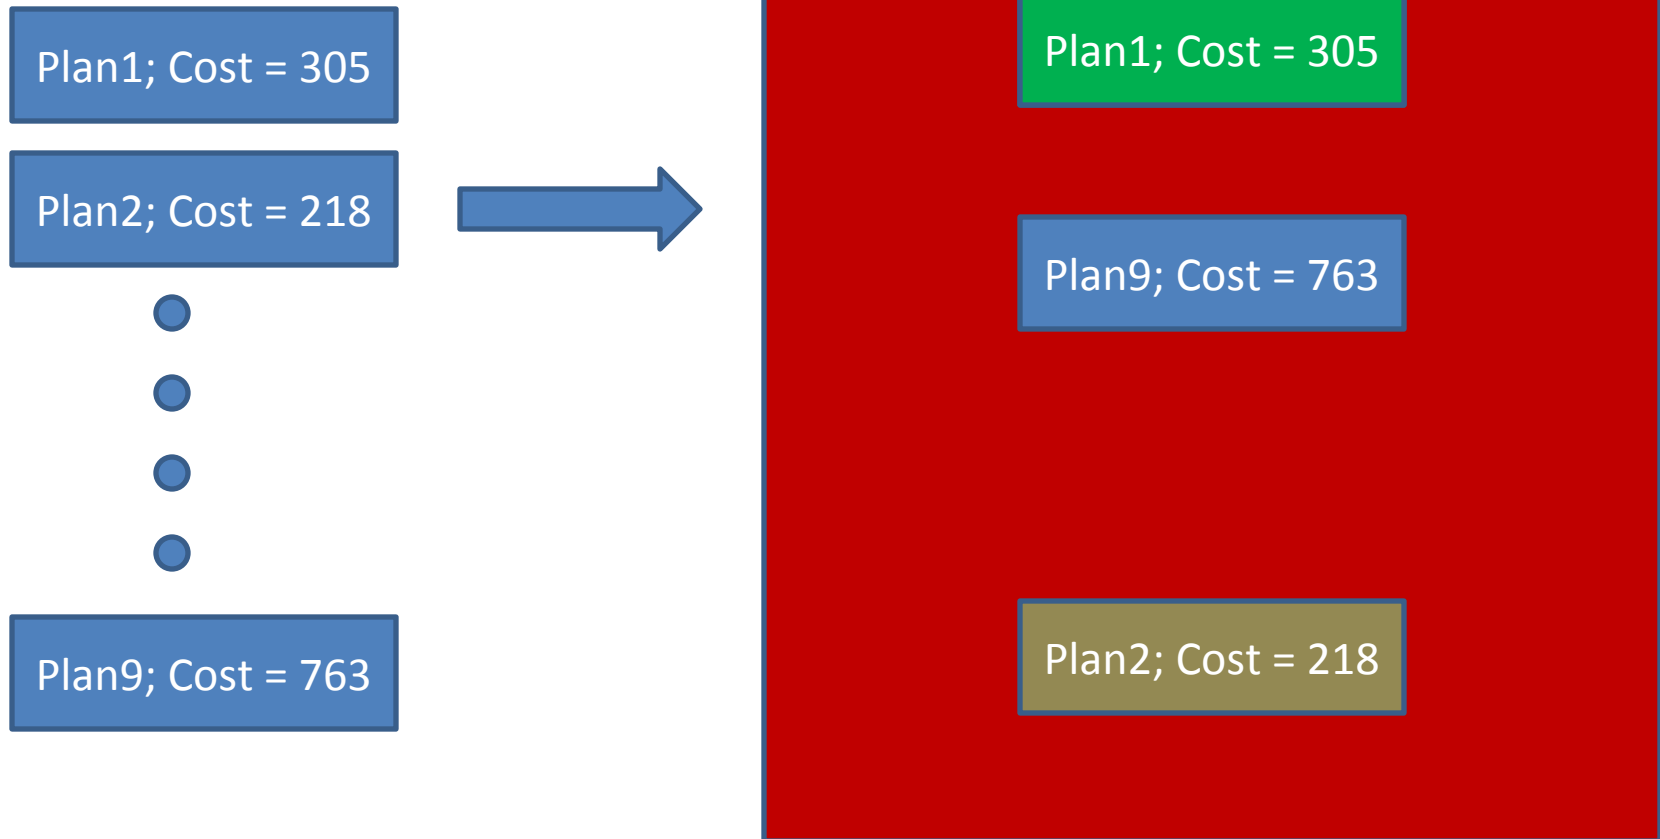 Plan1; Cost = 305
Plan2; Cost = 218
Plan9; Cost = 763
Plan1; Cost = 305
Plan9; Cost = 763
Plan2; Cost = 218